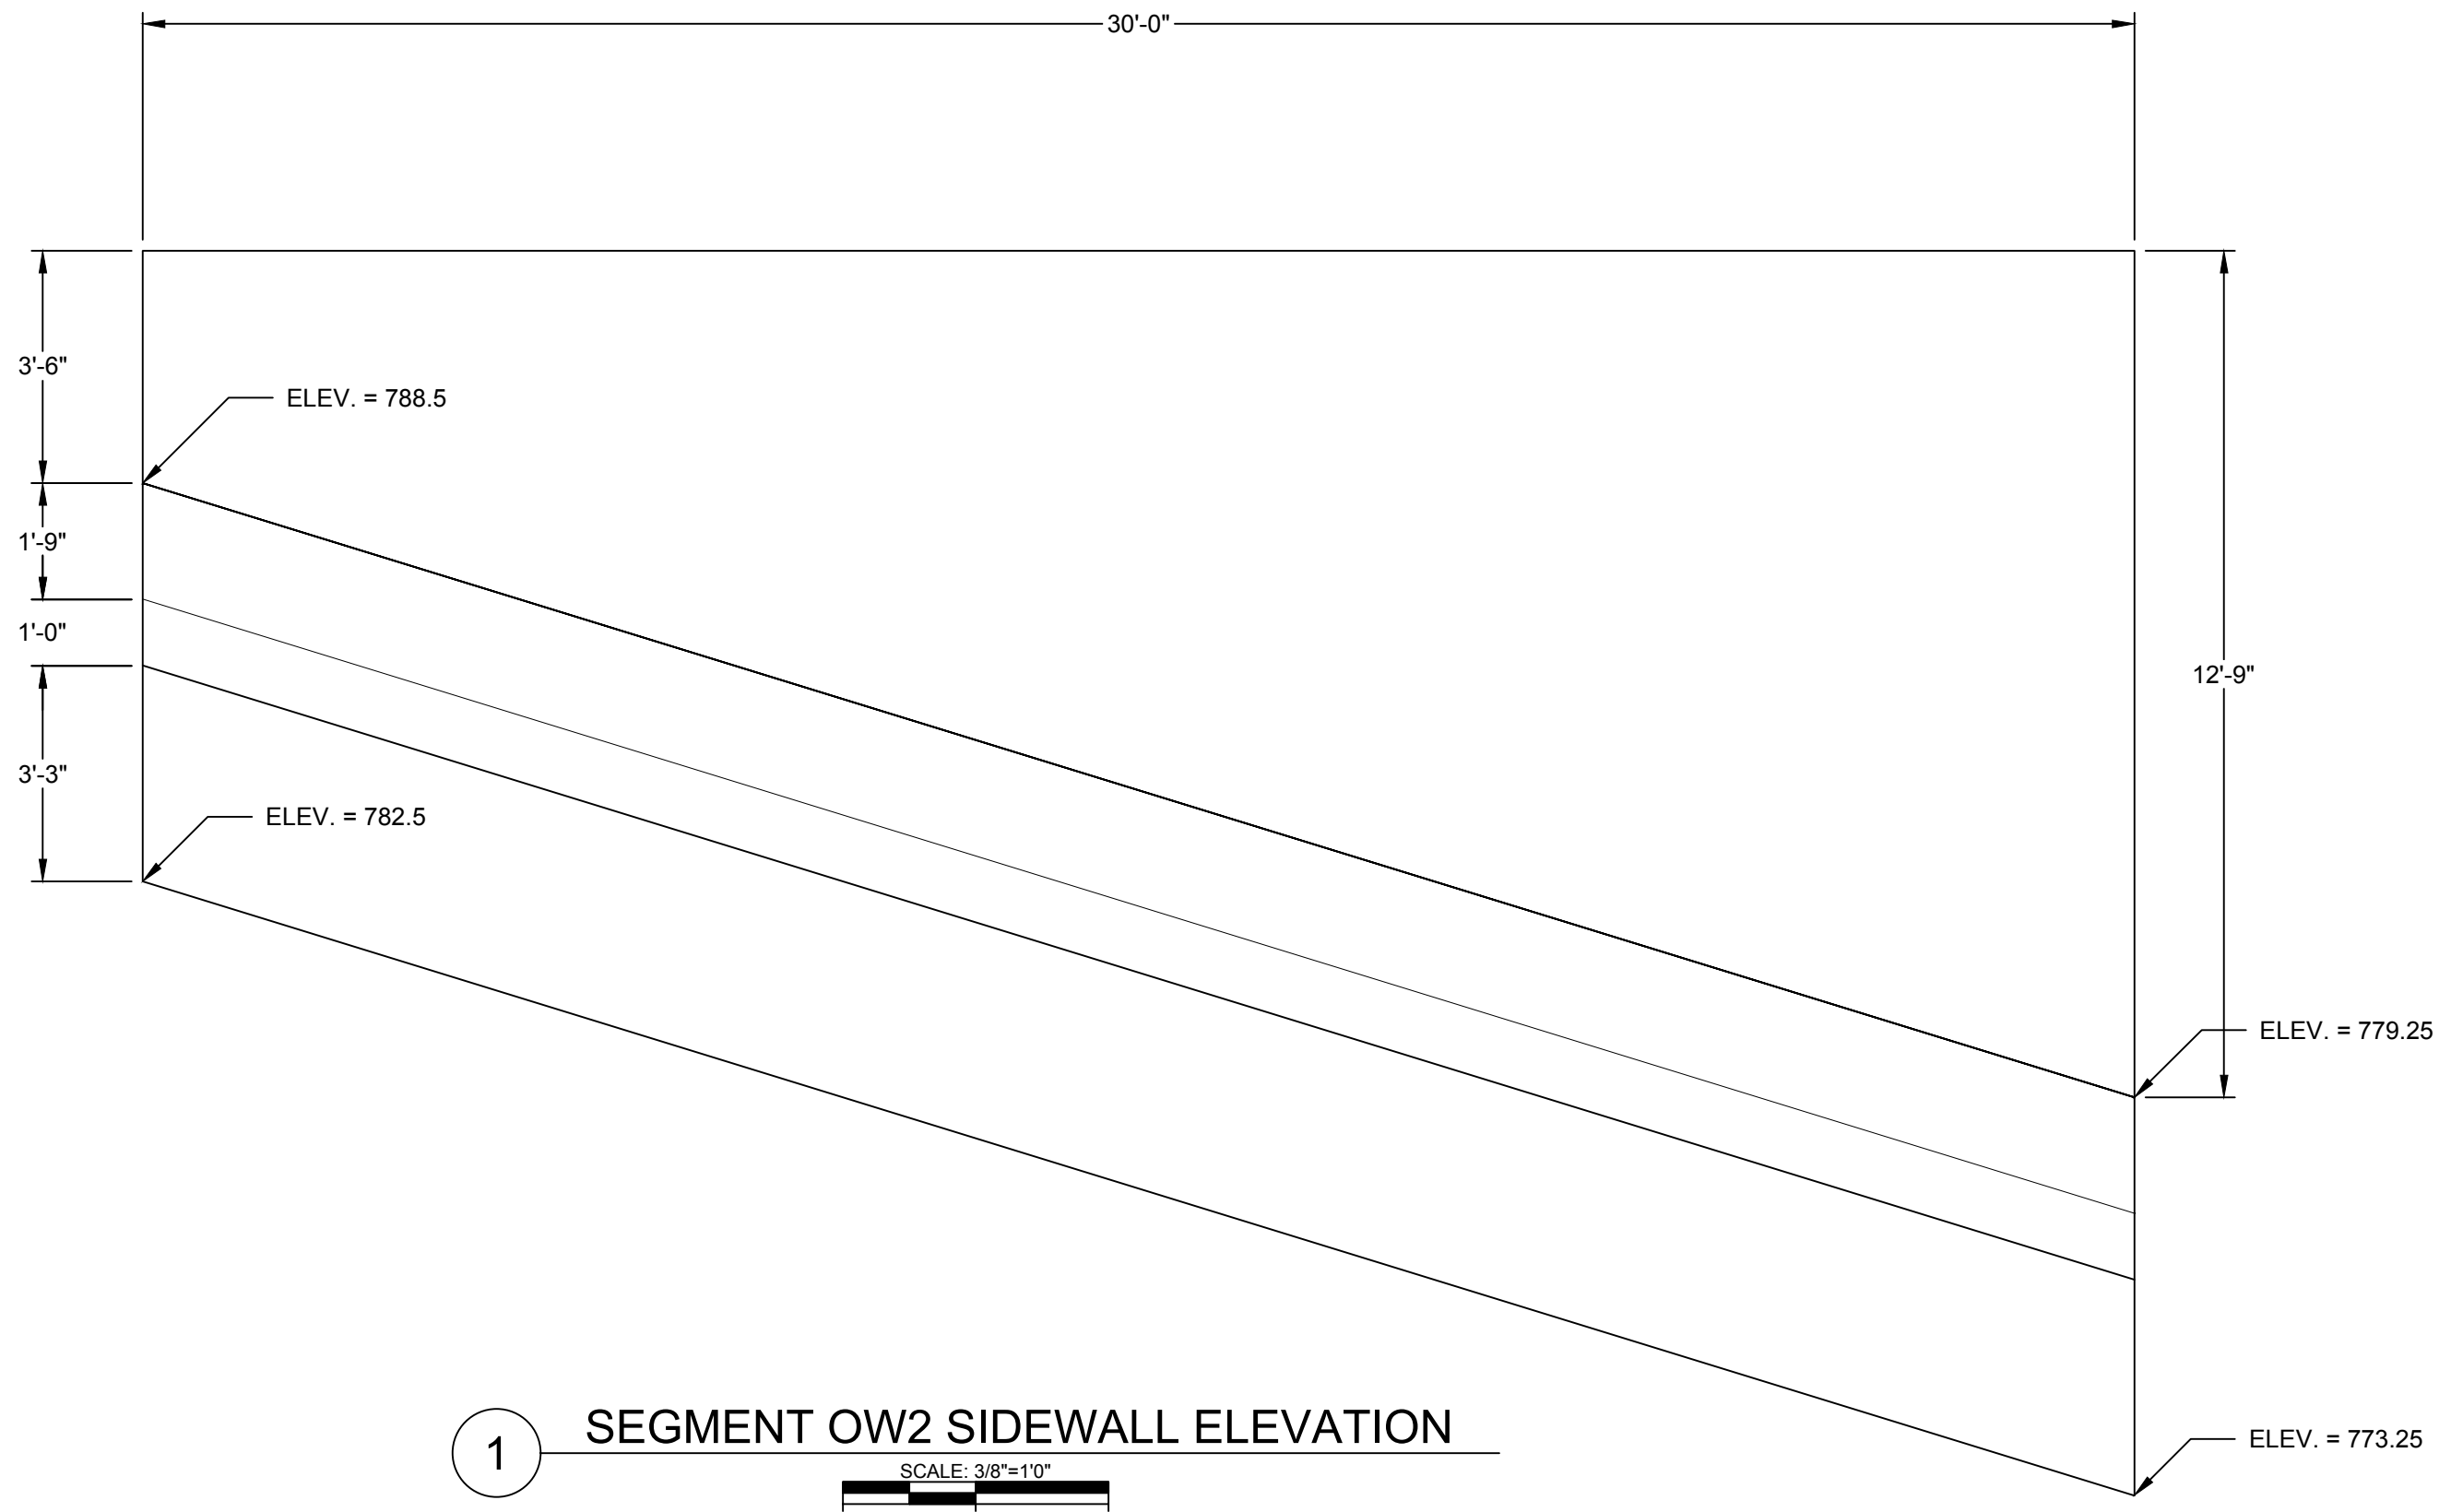 30'-0"
3'-6"
ELEV. = 788.5
1'-9"
1'-0"
12'-9"
3'-3"
ELEV. = 782.5
ELEV. = 779.25
1
SEGMENT OW2 SIDEWALL ELEVATION
ELEV. = 773.25
SCALE: 3/8"=1'0"